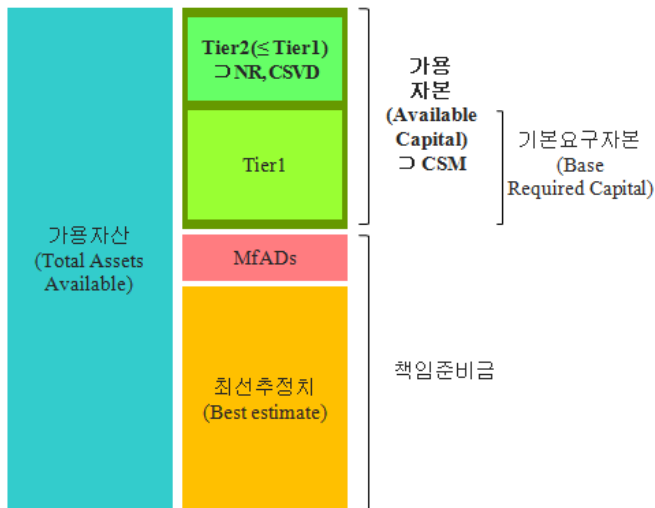 가용자산
(Total Assets
Available)
Tier2(≤ Tier1)
⊃ NR, CSVD
Tier1
MfADs
최선추정치
(Best estimate)
가용
자본
(Available
Capital)
⊃ CSM
기본요구자본
(Base
Required Capital)
책임준비금